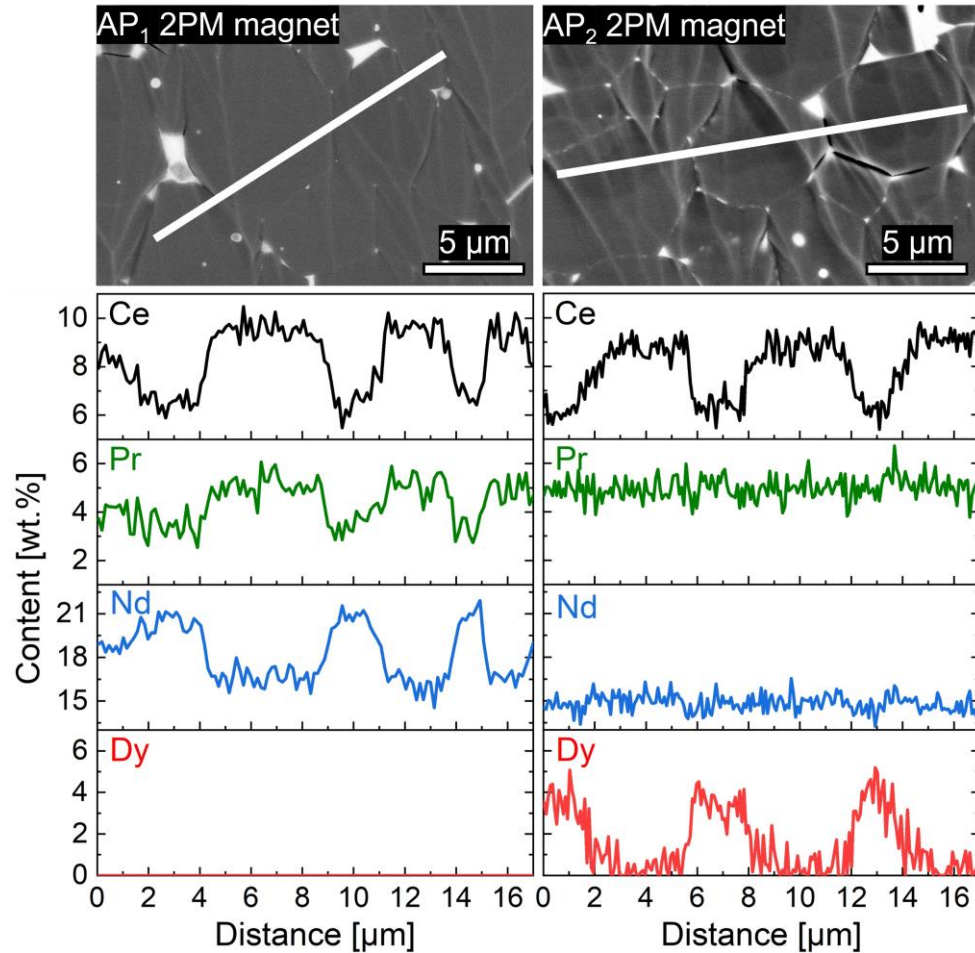 AP₁ 2PM magnet
AP₂ 2PM magnet
5 µm
5 µm
Content [wt.%]
Ce
10
8
6
Ce
Pr
6
4
2
Pr
Nd
21
18
15
Nd
Dy
6
4
2
0
Dy
0 2 4 6 8 10 12 14 16
0 2 4 6 8 10 12 14 16
Distance [µm]
Distance [µm]